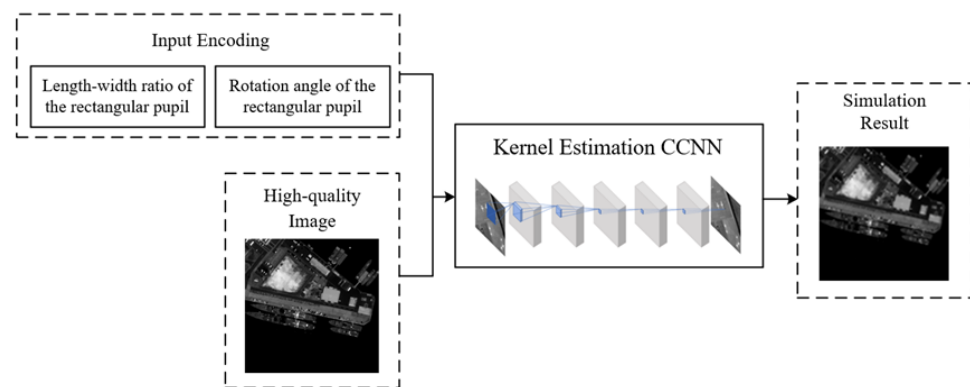 Input Encoding
Length-width ratio of
the rectangular pupil
Rotation angle of the
rectangular pupil
High-quality
Image
Kernel Estimation CCNN
Simulation
Result